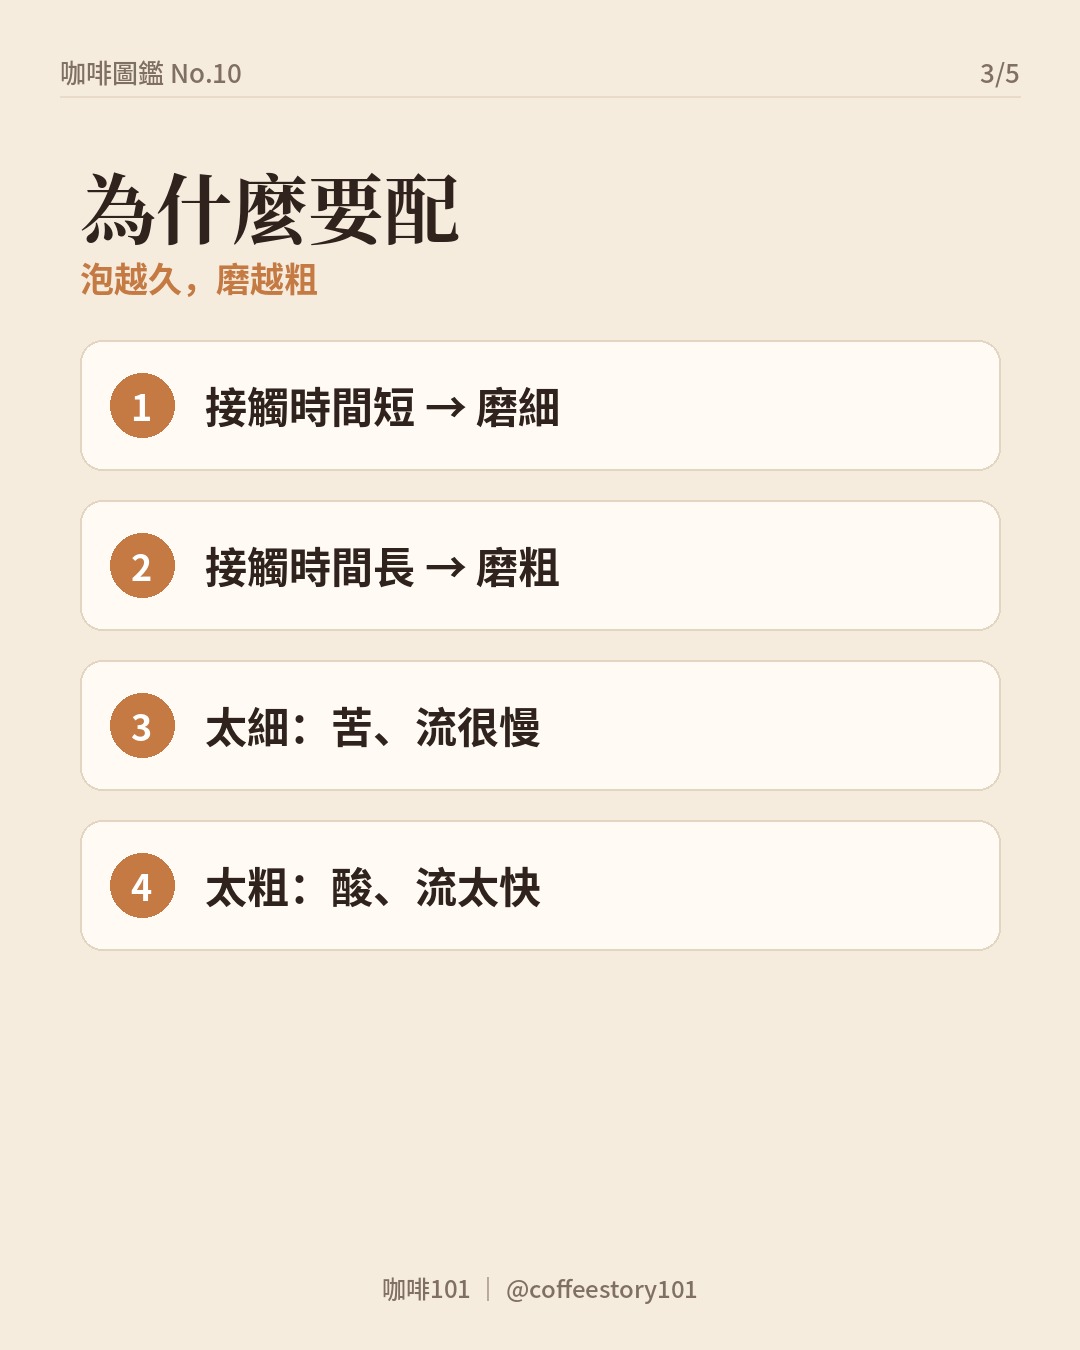 咖啡圖鑑 No.10
3/5
為什麼要配
泡越久，磨越粗
1 接觸時間短 → 磨細
2 接觸時間長 → 磨粗
3 太細：苦、流很慢
4 太粗：酸、流太快
咖啡101｜@coffeestory101